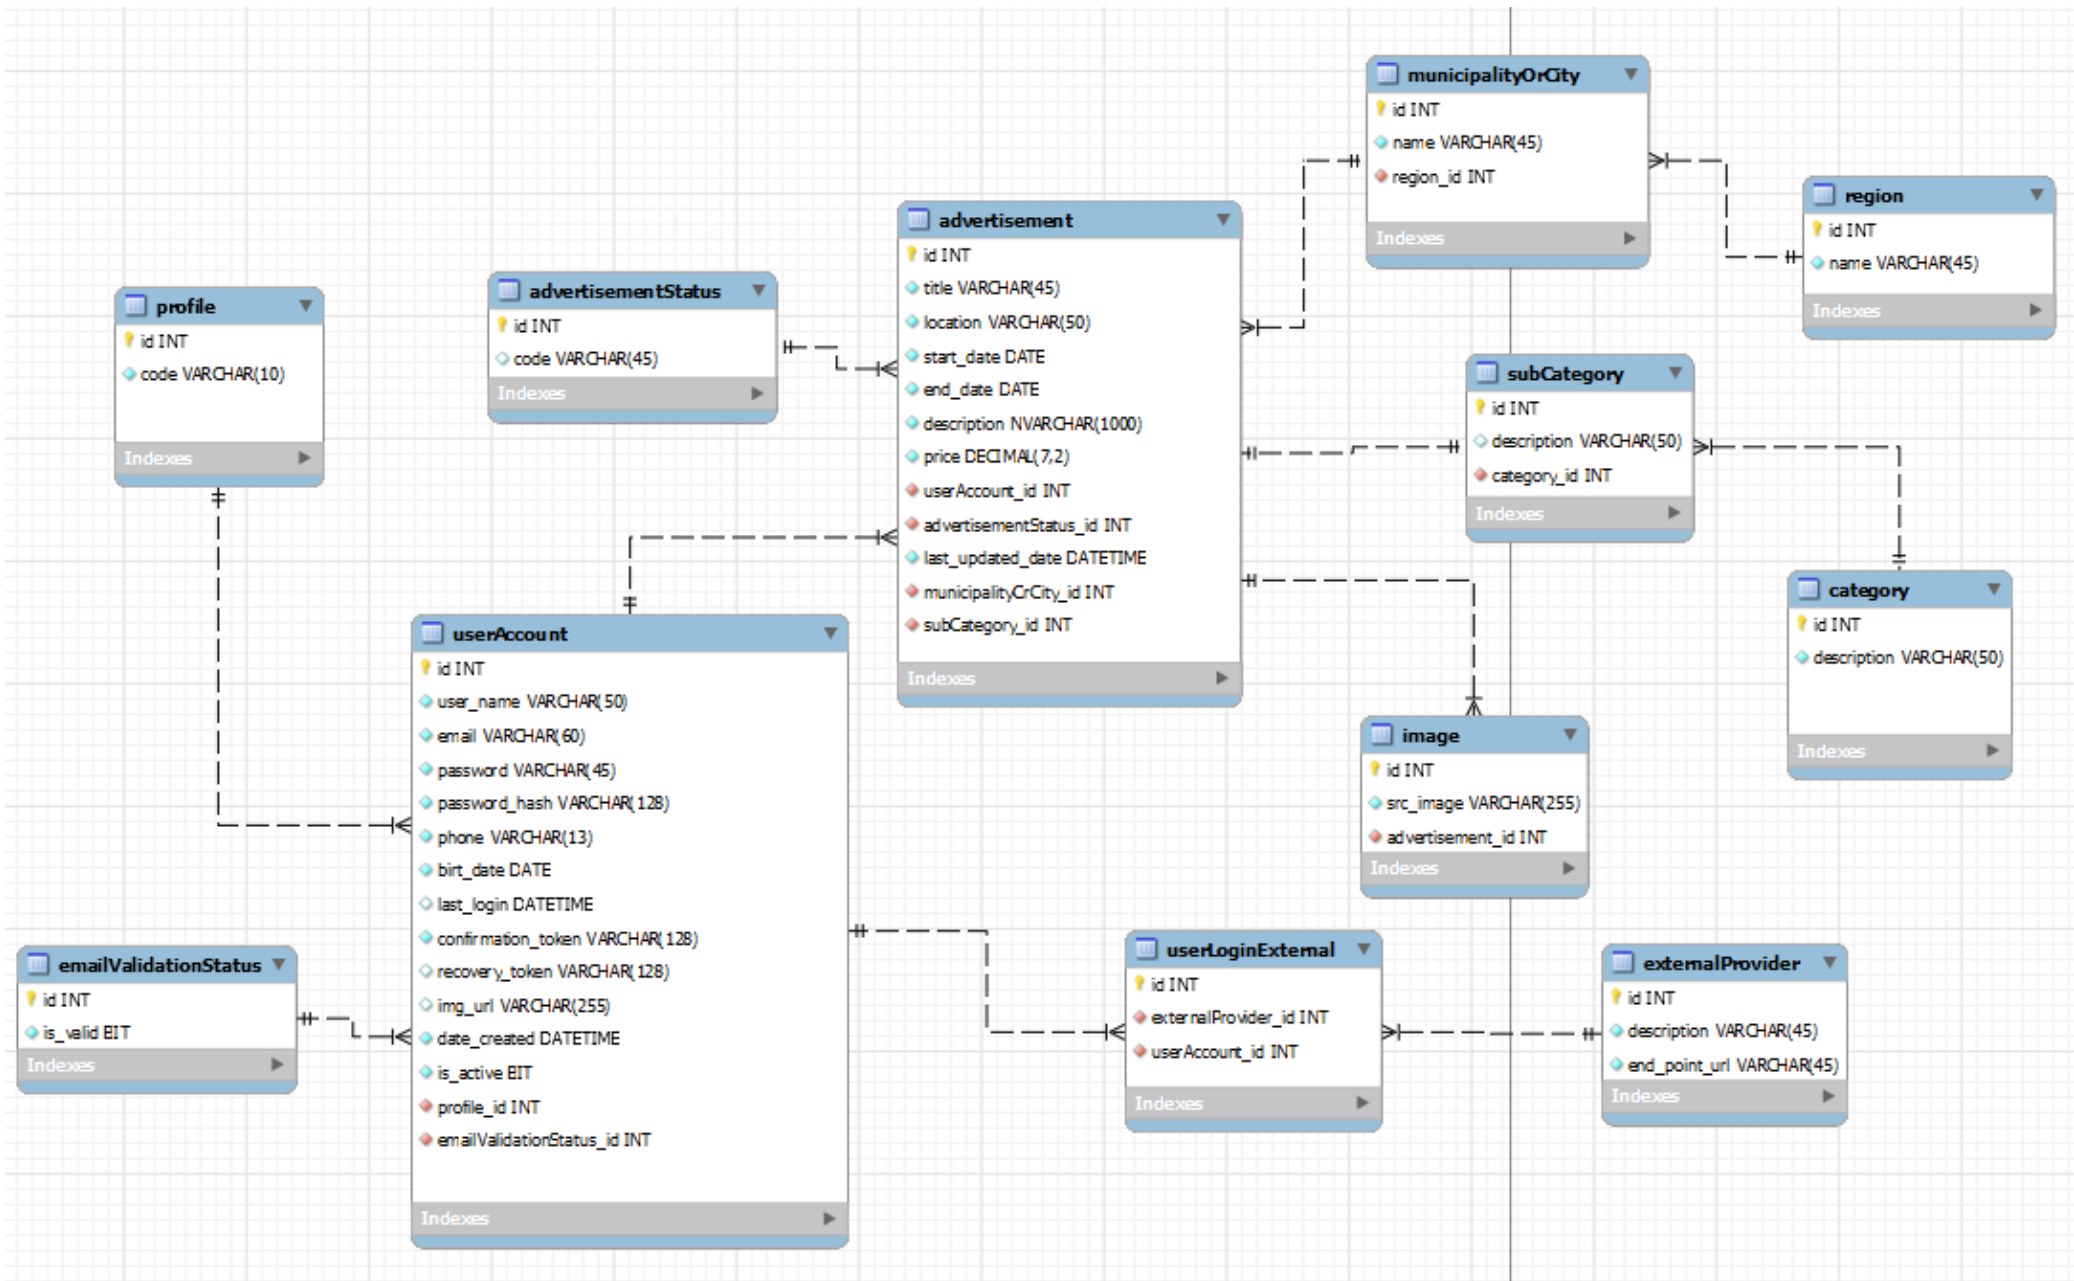 municipalityOrCity
id INT
name VARCHAR(45)
region_id INT
Indexes
region
id INT
name VARCHAR(45)
Indexes
advertisement
id INT
title VARCHAR(45)
location VARCHAR(50)
start_date DATE
end_date DATE
description NVARCHAR(1000)
price DECIMAL(7,2)
userAccount_id INT
advertisementStatus_id INT
last_updated_date DATETIME
municipalityOrCity_id INT
subCategory_id INT
Indexes
advertisementStatus
id INT
code VARCHAR(45)
Indexes
profile
id INT
code VARCHAR(10)
Indexes
subCategory
id INT
description VARCHAR(50)
category_id INT
Indexes
category
id INT
description VARCHAR(50)
Indexes
userAccount
id INT
user_name VARCHAR(50)
email VARCHAR(60)
password VARCHAR(45)
password_hash VARCHAR(128)
phone VARCHAR(13)
birt_date DATE
last_login DATETIME
confirmation_token VARCHAR(128)
recovery_token VARCHAR(128)
img_url VARCHAR(255)
date_created DATETIME
is_active BIT
profile_id INT
emailValidationStatus_id INT
Indexes
image
id INT
src_image VARCHAR(255)
advertisement_id INT
Indexes
emailValidationStatus
id INT
is_valid BIT
Indexes
userLoginExternal
id INT
externalProvider_id INT
userAccount_id INT
Indexes
externalProvider
id INT
description VARCHAR(45)
end_point_url VARCHAR(45)
Indexes